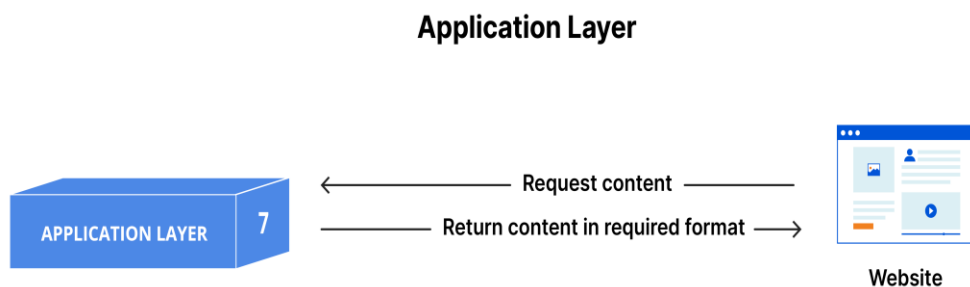 Application Layer
Request content
APPLICATION LAYER 7
Return content in required format
Website